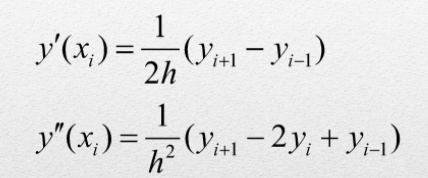 y'(x_i) = \frac{1}{2h}(y_{i+1} - y_{i-1})
y''(x_i) = \frac{1}{h^2}(y_{i+1} - 2y_i + y_{i-1})